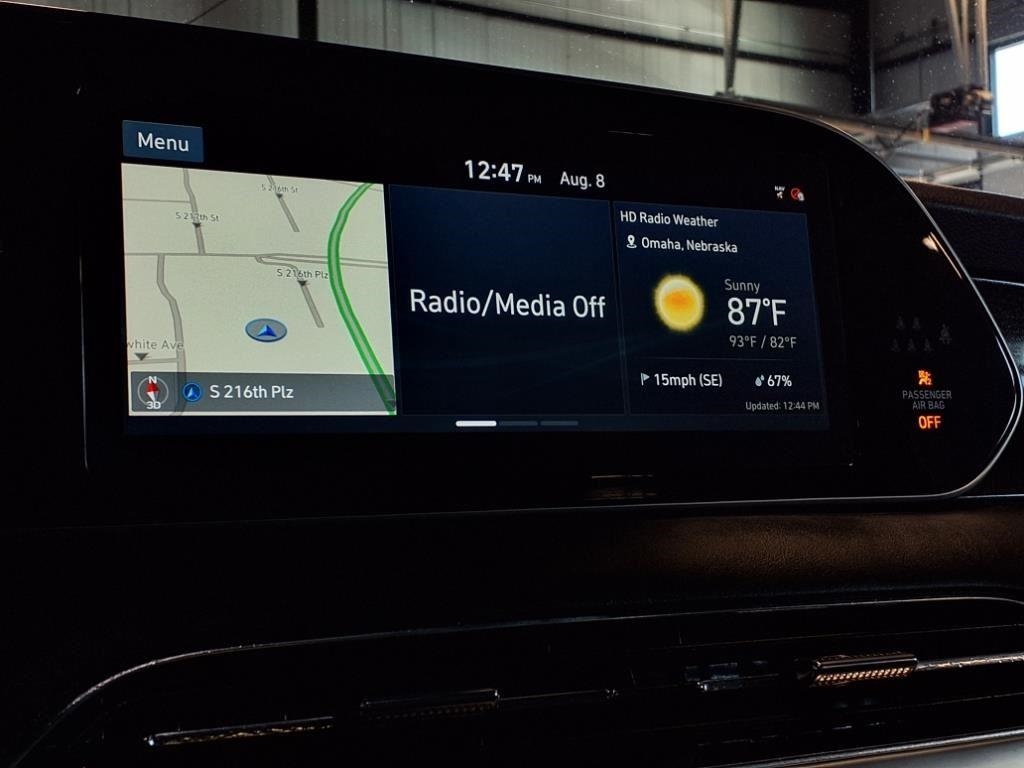 Menu
12:47 PM Aug. 8
NAV
S 216th St
S 217th St
S 216th Plz
white Ave
N
3D
S 216th Plz
Radio/Media Off
HD Radio Weather
Omaha, Nebraska
Sunny
87°F
93°F / 82°F
15mph (SE) 67%
Updated: 12:44 PM
PASSENGER
AIR BAG
OFF